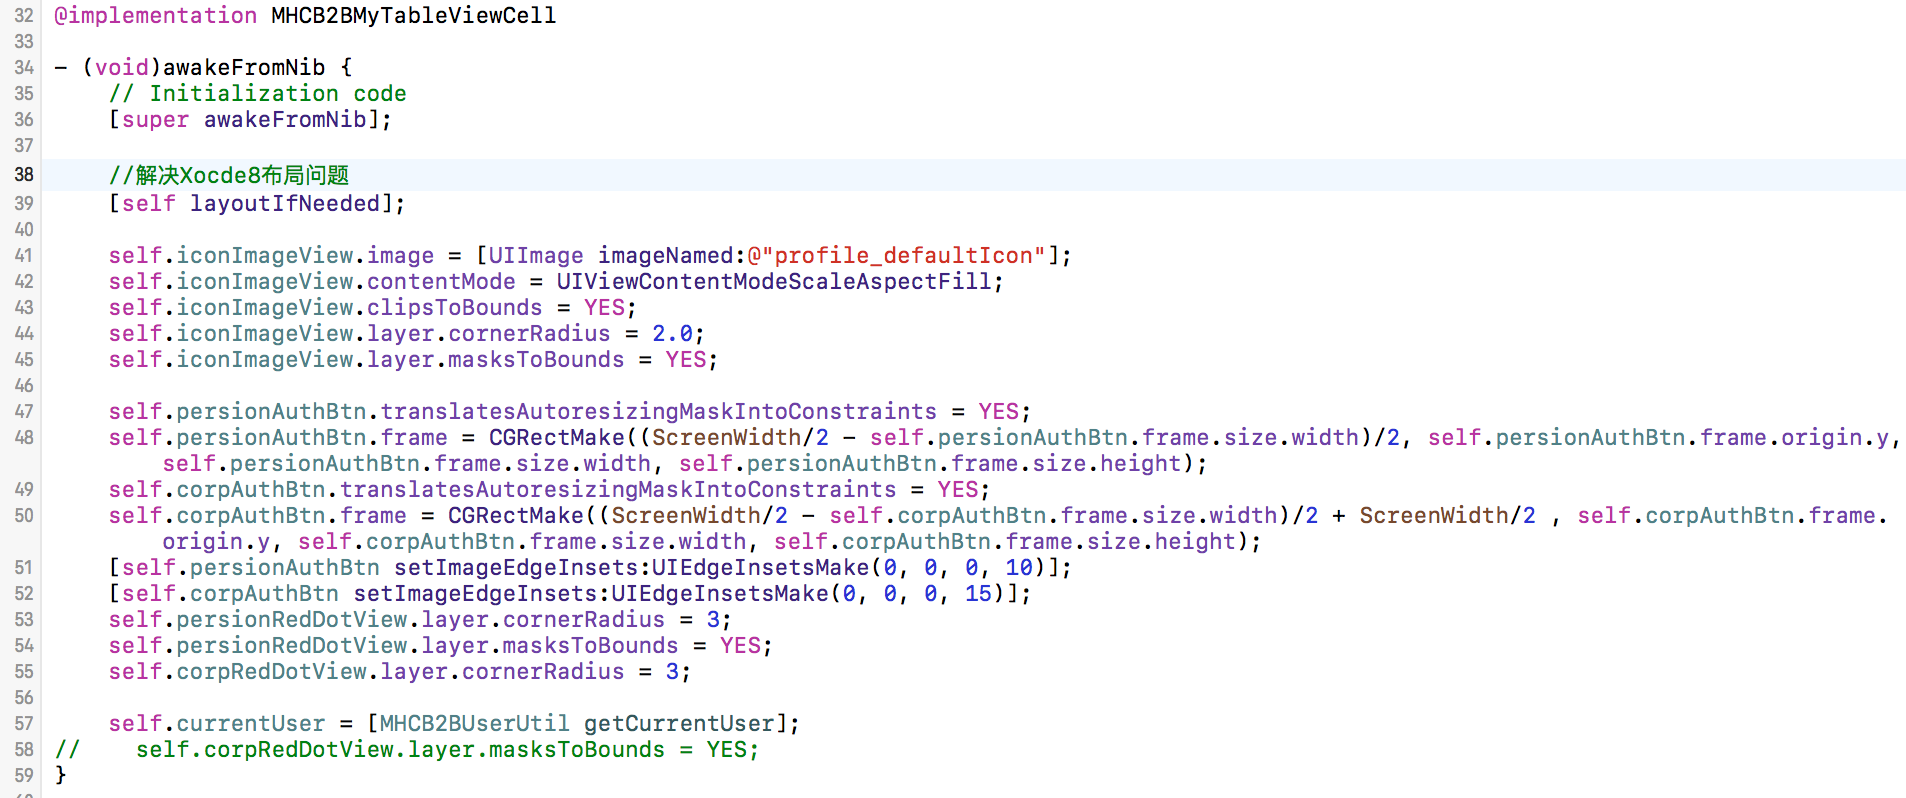 32 @implementation MHCB2BMyTableViewCell
33
34 - (void)awakeFromNib {
35 // Initialization code
36 [super awakeFromNib];
37
38 //解决Xocde8布局问题
39 [self layoutIfNeeded];
40
41 self.iconImageView.image = [UIImage imageNamed:@"profile_defaultIcon"];
42 self.iconImageView.contentMode = UIViewContentModeScaleAspectFill;
43 self.iconImageView.clipsToBounds = YES;
44 self.iconImageView.layer.cornerRadius = 2.0;
45 self.iconImageView.layer.masksToBounds = YES;
46
47 self.persionAuthBtn.translatesAutoresizingMaskIntoConstraints = YES;
48 self.persionAuthBtn.frame = CGRectMake((ScreenWidth/2 - self.persionAuthBtn.frame.size.width)/2, self.persionAuthBtn.frame.origin.y,
self.persionAuthBtn.frame.size.width, self.persionAuthBtn.frame.size.height);
49 self.corpAuthBtn.translatesAutoresizingMaskIntoConstraints = YES;
50 self.corpAuthBtn.frame = CGRectMake((ScreenWidth/2 - self.corpAuthBtn.frame.size.width)/2 + ScreenWidth/2 , self.corpAuthBtn.frame.
origin.y, self.corpAuthBtn.frame.size.width, self.corpAuthBtn.frame.size.height);
51 [self.persionAuthBtn setImageEdgeInsets:UIEdgeInsetsMake(0, 0, 0, 10)];
52 [self.corpAuthBtn setImageEdgeInsets:UIEdgeInsetsMake(0, 0, 0, 15)];
53 self.persionRedDotView.layer.cornerRadius = 3;
54 self.persionRedDotView.layer.masksToBounds = YES;
55 self.corpRedDotView.layer.cornerRadius = 3;
56
57 self.currentUser = [MHCB2BUserUtil getCurrentUser];
58 // self.corpRedDotView.layer.masksToBounds = YES;
59 }